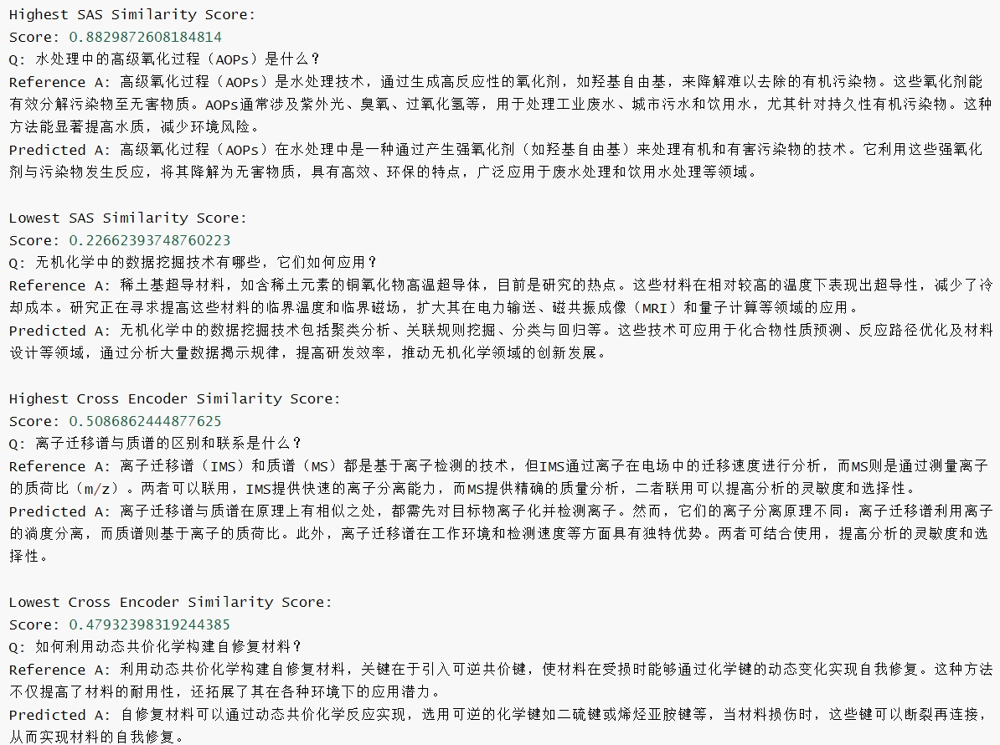 Highest SAS Similarity Score:
Score: 0.8829872608184814
Q: 水处理中的高级氧化过程（AOPs）是什么？
Reference A: 高级氧化过程（AOPs）是水处理技术，通过生成高反应性的氧化剂，如羟基自由基，来降解难以去除的有机污染物。这些氧化剂能
有效分解污染物至无害物质。AOPs通常涉及紫外光、臭氧、过氧化氢等，用于处理工业废水、城市污水和饮用水，尤其针对持久性有机污染物。这种
方法能显著提高水质，减少环境风险。
Predicted A: 高级氧化过程（AOPs）在水处理中是一种通过产生强氧化剂（如羟基自由基）来处理有机和有害污染物的技术。它利用这些强氧化
剂与污染物发生反应，将其降解为无害物质，具有高效、环保的特点，广泛应用于废水处理和饮用水处理等领域。
Lowest SAS Similarity Score:
Score: 0.22662393748760223
Q: 无机化学中的数据挖掘技术有哪些，它们如何应用？
Reference A: 稀土基超导材料，如含稀土元素的铜氧化物高温超导体，目前是研究的热点。这些材料在相对较高的温度下表现出超导性，减少了冷
却成本。研究正在寻求提高这些材料的临界温度和临界磁场，扩大其在电力输送、磁共振成像（MRI）和量子计算等领域的应用。
Predicted A: 无机化学中的数据挖掘技术包括聚类分析、关联规则挖掘、分类与回归等。这些技术可应用于化合物性质预测、反应路径优化及材料
设计等领域，通过分析大量数据揭示规律，提高研发效率，推动无机化学领域的创新发展。
Highest Cross Encoder Similarity Score:
Score: 0.5086862444877625
Q: 离子迁移谱与质谱的区别和联系是什么？
Reference A: 离子迁移谱（IMS）和质谱（MS）都是基于离子检测的技术，但IMS通过离子在电场中的迁移速度进行分析，而MS则是通过测量离子
的质荷比（m/z）。两者可以联用，IMS提供快速的离子分离能力，而MS提供精确的质量分析，二者联用可以提高分析的灵敏度和选择性。
Predicted A: 离子迁移谱与质谱在原理上有相似之处，都需先对目标物离子化并检测离子。然而，它们的离子分离原理不同：离子迁移谱利用离子
的淌度分离，而质谱则基于离子的质荷比。此外，离子迁移谱在工作环境和检测速度等方面具有独特优势。两者可结合使用，提高分析的灵敏度和选
择性。
Lowest Cross Encoder Similarity Score:
Score: 0.47932398319244385
Q: 如何利用动态共价化学构建自修复材料？
Reference A: 利用动态共价化学构建自修复材料，关键在于引入可逆共价键，使材料在受损时能够通过化学键的动态变化实现自我修复。这种方法
不仅提高了材料的耐用性，还拓展了其在各种环境下的应用潜力。
Predicted A: 自修复材料可以通过动态共价化学反应实现，选用可逆的化学键如二硫键或烯烃亚胺键等，当材料损伤时，这些键可以断裂再连接，
从而实现材料的自我修复。